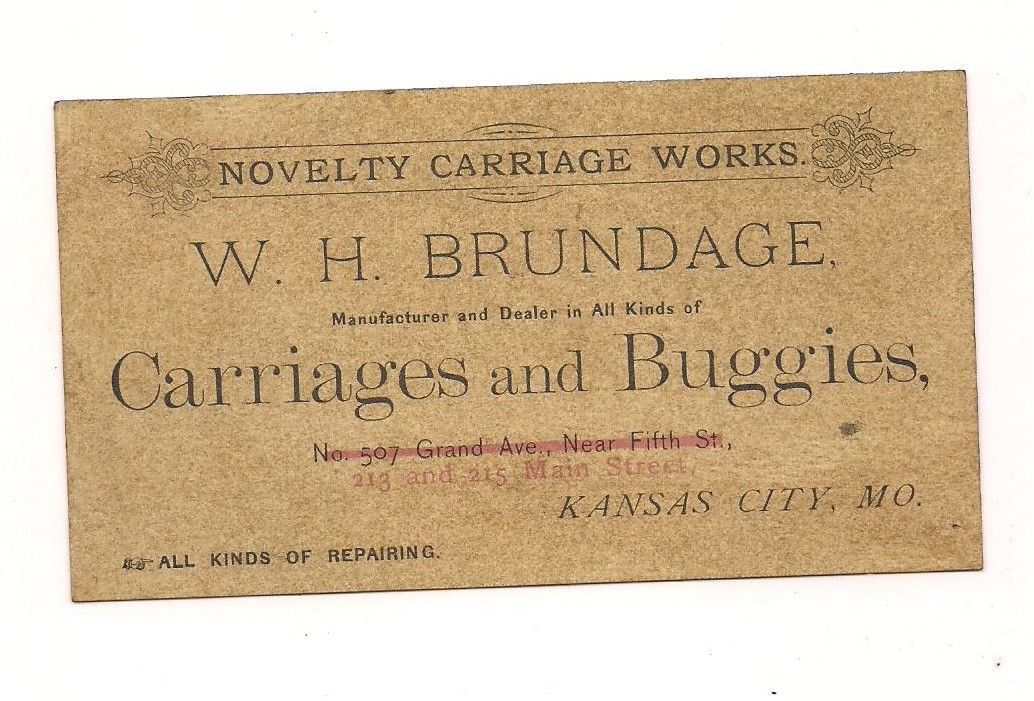 NOVELTY CARRIAGE WORKS.
W. H. BRUNDAGE,
Manufacturer and Dealer in All Kinds of
Carriages and Buggies,
No. 507 Grand Ave., Near Fifth St.,
213 and 215 Main Street,
KANSAS CITY, MO.
ALL KINDS OF REPAIRING.